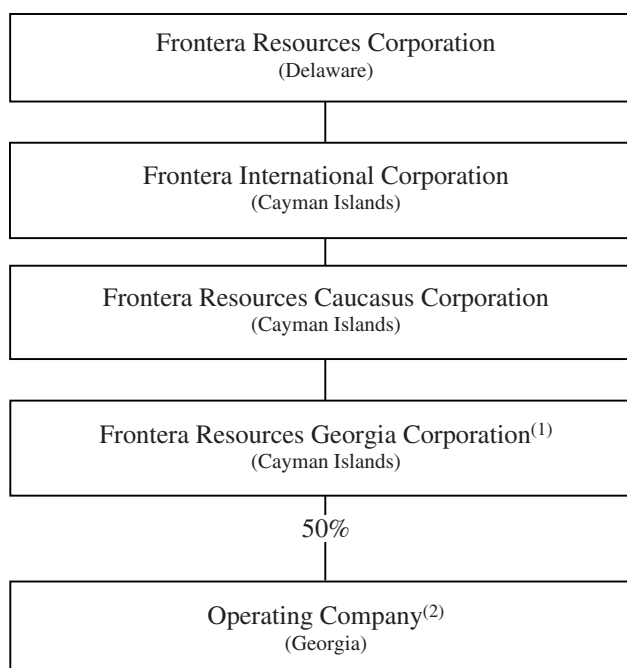 Frontera Resources Corporation
(Delaware)
Frontera International Corporation
(Cayman Islands)
Frontera Resources Caucasus Corporation
(Cayman Islands)
Frontera Resources Georgia Corporation(1)
(Cayman Islands)
50%
Operating Company(2)
(Georgia)